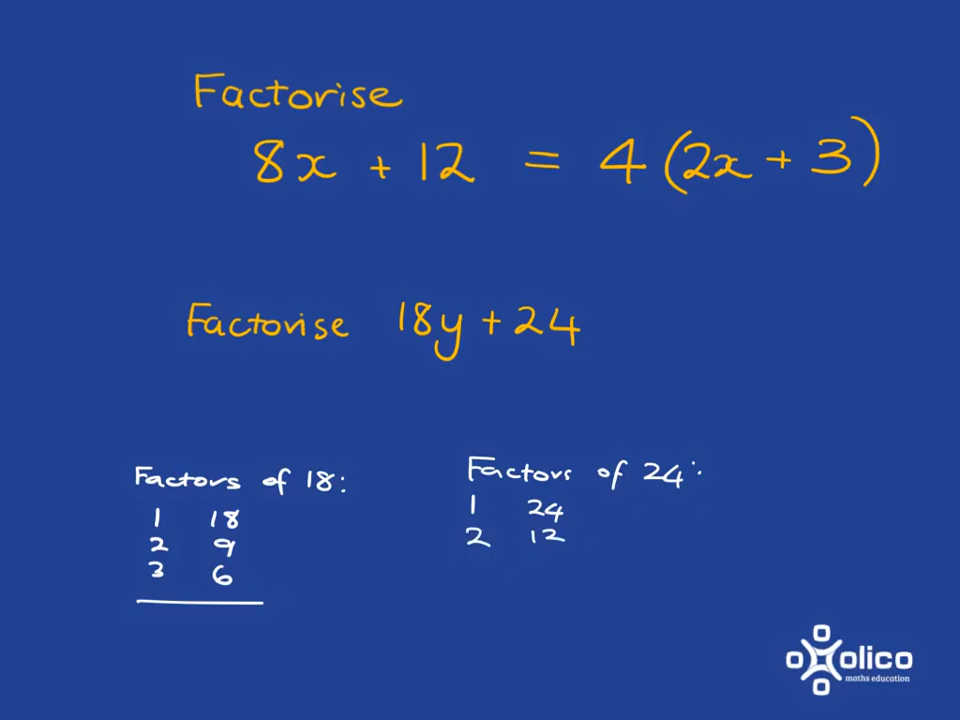 Factorise
8x + 12 = 4 (2x + 3)
Factorise 18y + 24
Factors of 18:
1 18
2 9
3 6
Factors of 24:
1 24
2 12
olico
maths education